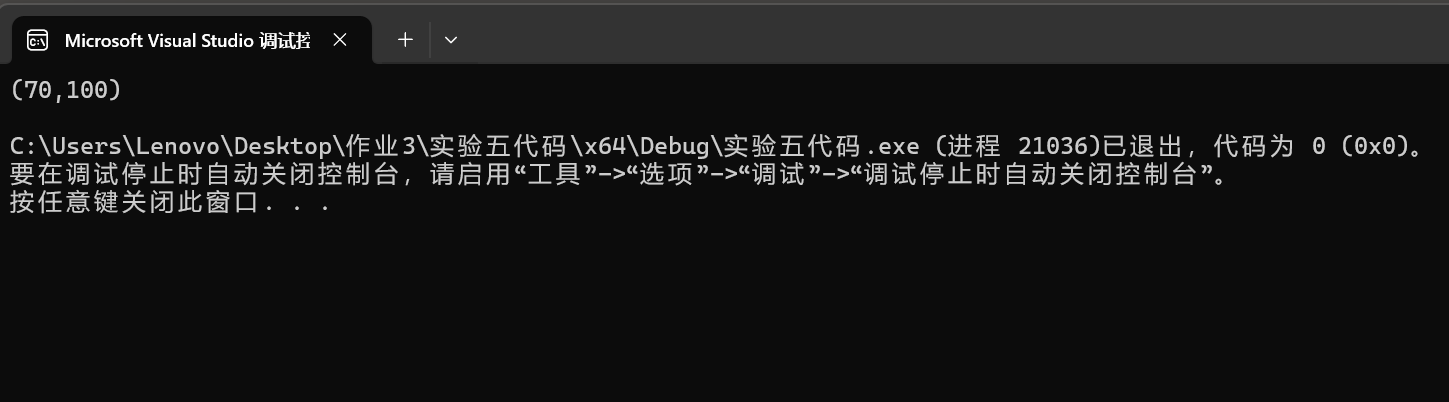 Microsoft Visual Studio 调试控
(70,100)
C:\Users\Lenovo\Desktop\作业3\实验五代码\x64\Debug\实验五代码.exe (进程 21036)已退出，代码为 0 (0x0)。
要在调试停止时自动关闭控制台，请启用“工具”->“选项”->“调试”->“调试停止时自动关闭控制台”。
按任意键关闭此窗口. . .